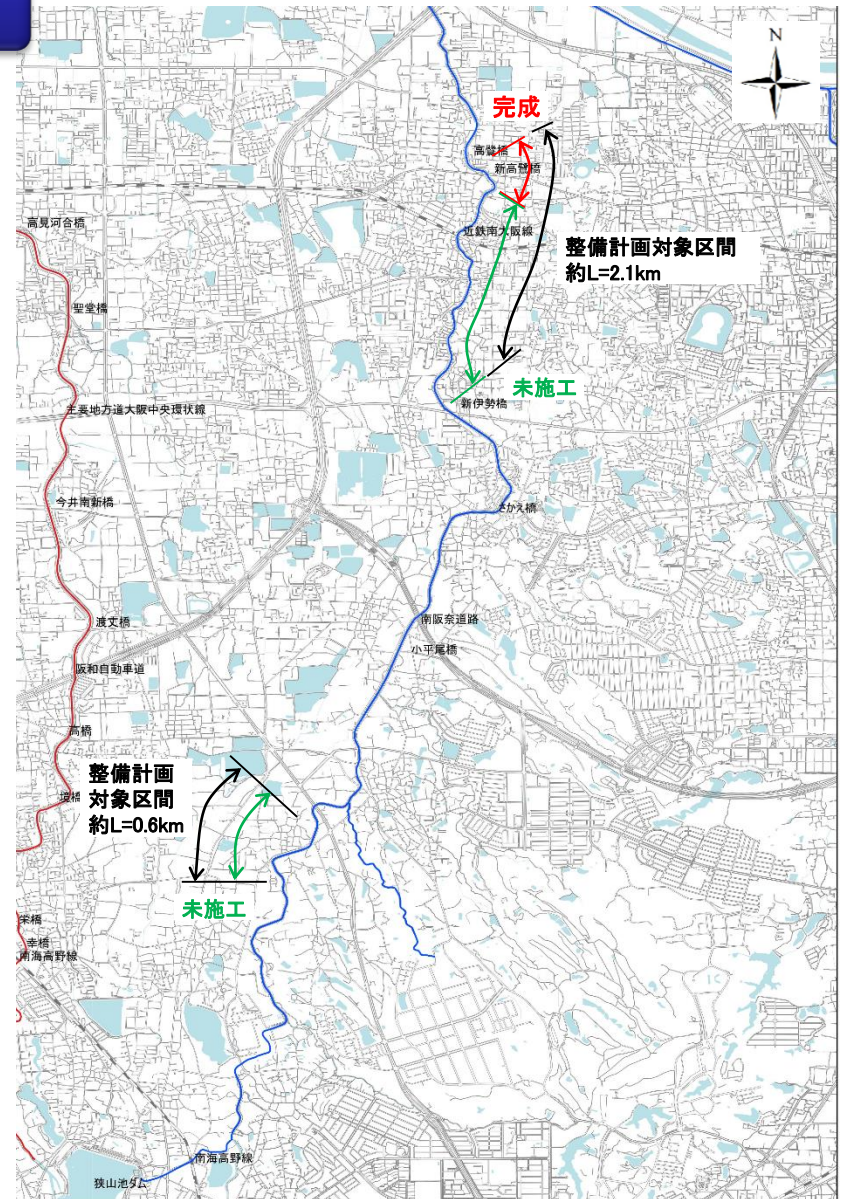 N
完成
高鷲橋
新高鷲橋
高見河合橋
近鉄南大阪線
整備計画対象区間
約L=2.1km
聖堂橋
未施工
主要地方道大阪中央環状線
新伊勢橋
今井南新橋
さかえ橋
渡丈橋
南阪奈道路
小平尾橋
阪和自動車道
高橋
整備計画
対象区間
約L=0.6km
境橋
未施工
栄橋
幸橋
南海高野線
南海高野線
狭山池ダム